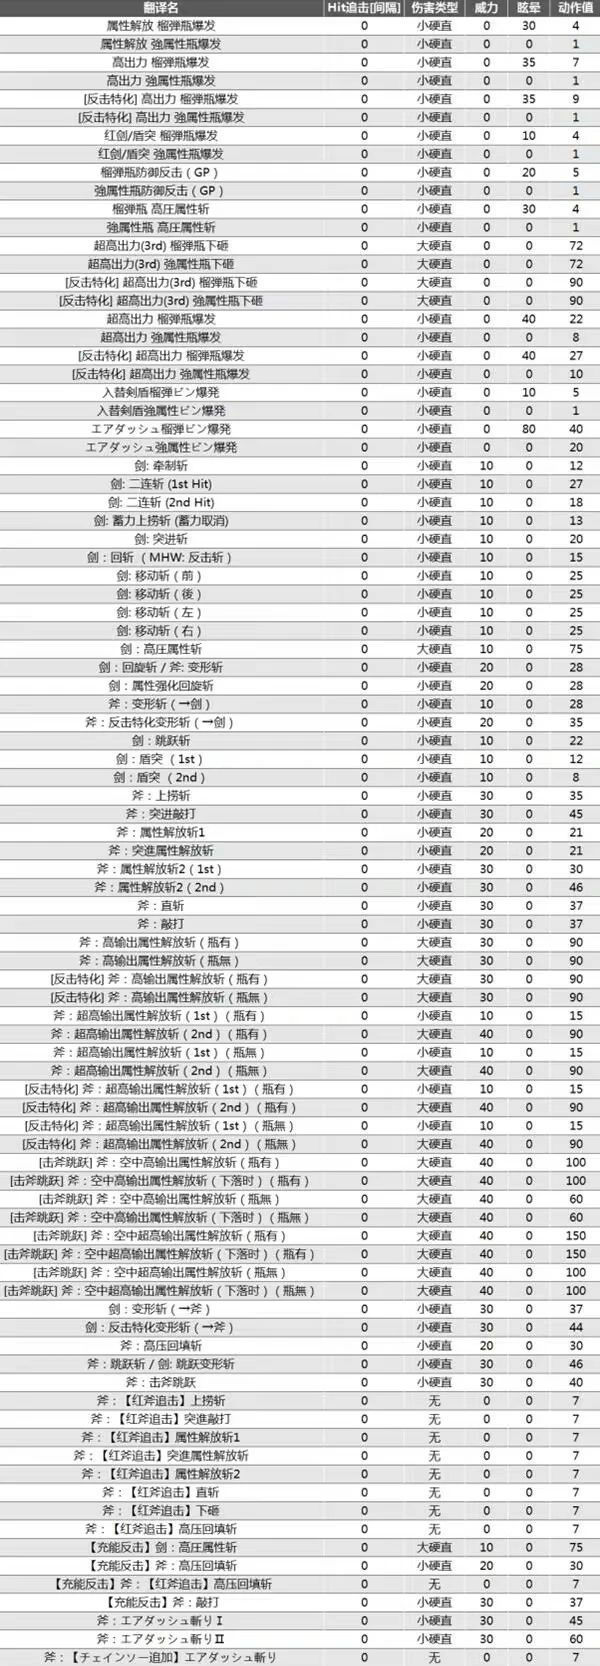 翻译名 Hit追击[间隔] 伤害类型 威力 眩晕 动作值
属性解放 榴弹瓶爆发 0 小硬直 0 30 4
属性解放 強属性瓶爆发 0 小硬直 0 0 1
高出力 榴弹瓶爆发 0 小硬直 0 35 7
高出力 強属性瓶爆发 0 小硬直 0 0 1
[反击特化] 高出力 榴弹瓶爆发 0 小硬直 0 35 9
[反击特化] 高出力 強属性瓶爆发 0 小硬直 0 0 1
红剑/盾突 榴弹瓶爆发 0 小硬直 0 10 4
红剑/盾突 強属性瓶爆发 0 小硬直 0 0 1
榴弹瓶防御反击（GP） 0 小硬直 0 20 5
強属性瓶防御反击（GP） 0 小硬直 0 0 1
榴弹瓶 高圧属性斩 0 小硬直 0 30 4
強属性瓶 高圧属性斩 0 小硬直 0 0 1
超高出力(3rd) 榴弹瓶下砸 0 大硬直 0 0 72
超高出力(3rd) 強属性瓶下砸 0 大硬直 0 0 72
[反击特化] 超高出力(3rd) 榴弹瓶下砸 0 大硬直 0 0 90
[反击特化] 超高出力(3rd) 強属性瓶下砸 0 大硬直 0 0 90
超高出力 榴弹瓶爆发 0 小硬直 0 40 22
超高出力 強属性瓶爆发 0 小硬直 0 0 8
[反击特化] 超高出力 榴弹瓶爆发 0 小硬直 0 40 27
[反击特化] 超高出力 強属性瓶爆发 0 小硬直 0 0 10
入替剣盾榴弾ビン爆発 0 小硬直 0 10 5
入替剣盾強属性ビン爆発 0 小硬直 0 0 1
エアダッシュ榴弾ビン爆発 0 小硬直 0 80 40
エアダッシュ強属性ビン爆発 0 小硬直 0 0 20
剑: 牵制斩 0 小硬直 10 0 12
剑: 二连斩 (1st Hit) 0 小硬直 10 0 27
剑: 二连斩 (2nd Hit) 0 小硬直 10 0 18
剑: 蓄力上捞斩 (蓄力取消) 0 小硬直 10 0 13
剑: 突进斩 0 小硬直 10 0 20
剑：回斩 （MHW: 反击斩） 0 小硬直 10 0 15
剑: 移动斩（前） 0 小硬直 10 0 25
剑: 移动斩（後） 0 小硬直 10 0 25
剑: 移动斩（左） 0 小硬直 10 0 25
剑: 移动斩（右） 0 小硬直 10 0 25
剑：高圧属性斩 0 大硬直 10 0 75
剑：回旋斩 / 斧: 变形斩 0 小硬直 20 0 28
剑：属性强化回旋斩 0 小硬直 20 0 28
斧：变形斩（→剑） 0 小硬直 10 0 28
斧：反击特化变形斩（→剑） 0 小硬直 20 0 35
剑：跳跃斩 0 小硬直 10 0 22
剑：盾突 （1st） 0 小硬直 10 0 12
剑：盾突 （2nd） 0 小硬直 10 0 8
斧：上捞斩 0 小硬直 30 0 35
斧：突进敲打 0 小硬直 30 0 45
斧：属性解放斩1 0 小硬直 20 0 21
斧：突進属性解放斩 0 小硬直 20 0 21
斧：属性解放斩2（1st） 0 小硬直 30 0 30
斧：属性解放斩2（2nd） 0 小硬直 30 0 46
斧：直斩 0 小硬直 30 0 37
斧：敲打 0 小硬直 30 0 37
斧：高输出属性解放斩（瓶有） 0 大硬直 30 0 90
斧：高输出属性解放斩（瓶無） 0 大硬直 30 0 90
[反击特化] 斧：高输出属性解放斩（瓶有） 0 大硬直 30 0 90
[反击特化] 斧：高输出属性解放斩（瓶無） 0 大硬直 30 0 90
斧：超高输出属性解放斩（1st）（瓶有） 0 小硬直 10 0 15
斧：超高输出属性解放斩（2nd）（瓶有） 0 大硬直 40 0 90
斧：超高输出属性解放斩（1st）（瓶無） 0 小硬直 10 0 15
斧：超高输出属性解放斩（2nd）（瓶無） 0 大硬直 40 0 90
[反击特化] 斧：超高输出属性解放斩（1st）（瓶有） 0 小硬直 10 0 15
[反击特化] 斧：超高输出属性解放斩（2nd）（瓶有） 0 大硬直 40 0 90
[反击特化] 斧：超高输出属性解放斩（1st）（瓶無） 0 小硬直 10 0 15
[反击特化] 斧：超高输出属性解放斩（2nd）（瓶無） 0 大硬直 40 0 90
[击斧跳跃] 斧：空中高输出属性解放斩（瓶有） 0 大硬直 40 0 100
[击斧跳跃] 斧：空中高输出属性解放斩（下落时）（瓶有） 0 大硬直 40 0 100
[击斧跳跃] 斧：空中高输出属性解放斩（瓶無） 0 大硬直 40 0 60
[击斧跳跃] 斧：空中高输出属性解放斩（下落时）（瓶無） 0 大硬直 40 0 60
[击斧跳跃] 斧：空中超高输出属性解放斩（瓶有） 0 大硬直 40 0 150
[击斧跳跃] 斧：空中超高输出属性解放斩（下落时）（瓶有） 0 大硬直 40 0 150
[击斧跳跃] 斧：空中超高输出属性解放斩（瓶無） 0 大硬直 40 0 100
[击斧跳跃] 斧：空中超高输出属性解放斩（下落时）（瓶無） 0 大硬直 40 0 100
剑：变形斩（→斧） 0 小硬直 30 0 37
剑：反击特化变形斩（→斧） 0 小硬直 30 0 44
斧：高压回填斩 0 小硬直 20 0 30
斧：跳跃斩 / 剑: 跳跃变形斩 0 小硬直 30 0 46
斧：击斧跳跃 0 小硬直 30 0 40
斧：【红斧追击】上捞斩 0 无 0 0 7
斧：【红斧追击】突進敲打 0 无 0 0 7
斧：【红斧追击】属性解放斩1 0 无 0 0 7
斧：【红斧追击】突進属性解放斩 0 无 0 0 7
斧：【红斧追击】属性解放斩2 0 无 0 0 7
斧：【红斧追击】直斩 0 无 0 0 7
斧：【红斧追击】下砸 0 无 0 0 7
斧：【红斧追击】高压回填斩 0 无 0 0 7
【充能反击】剑：高压属性斩 0 大硬直 10 0 75
【充能反击】斧：高压回填斩 0 小硬直 20 0 30
【充能反击】斧：【红斧追击】高压回填斩 0 无 0 0 7
【充能反击】斧：敲打 0 小硬直 30 0 37
斧：エアダッシュ斬りⅠ 0 小硬直 30 0 45
斧：エアダッシュ斬りⅡ 0 小硬直 30 0 60
斧：【チェインソー追加】エアダッシュ斬り 0 无 0 0 7